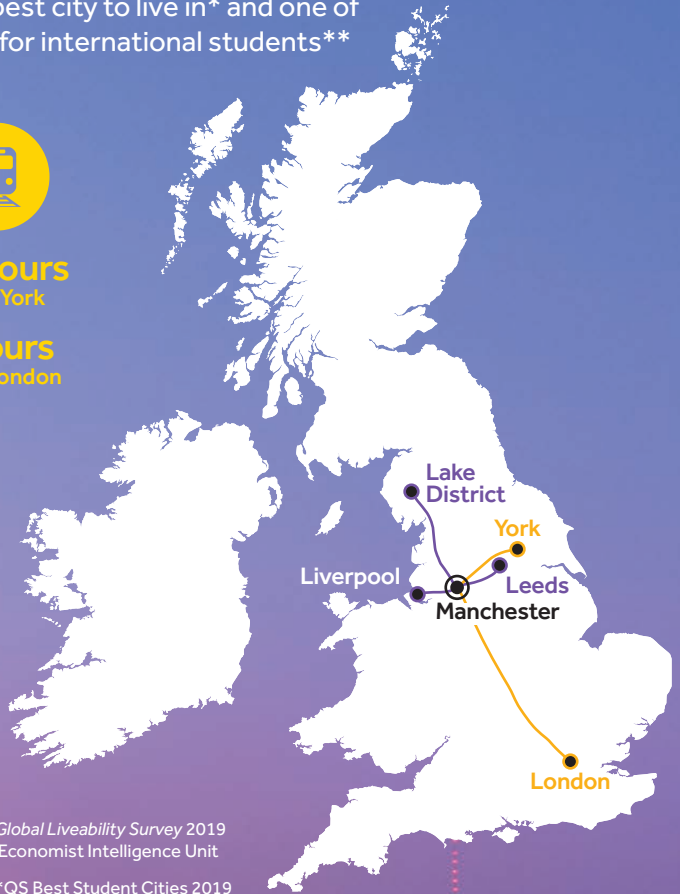 best city to live in* and one of
for international students**
ours
York
urs
ondon
Lake
District
York
Liverpool
Leeds
Manchester
London
Global Liveability Survey 2019
Economist Intelligence Unit
*QS Best Student Cities 2019